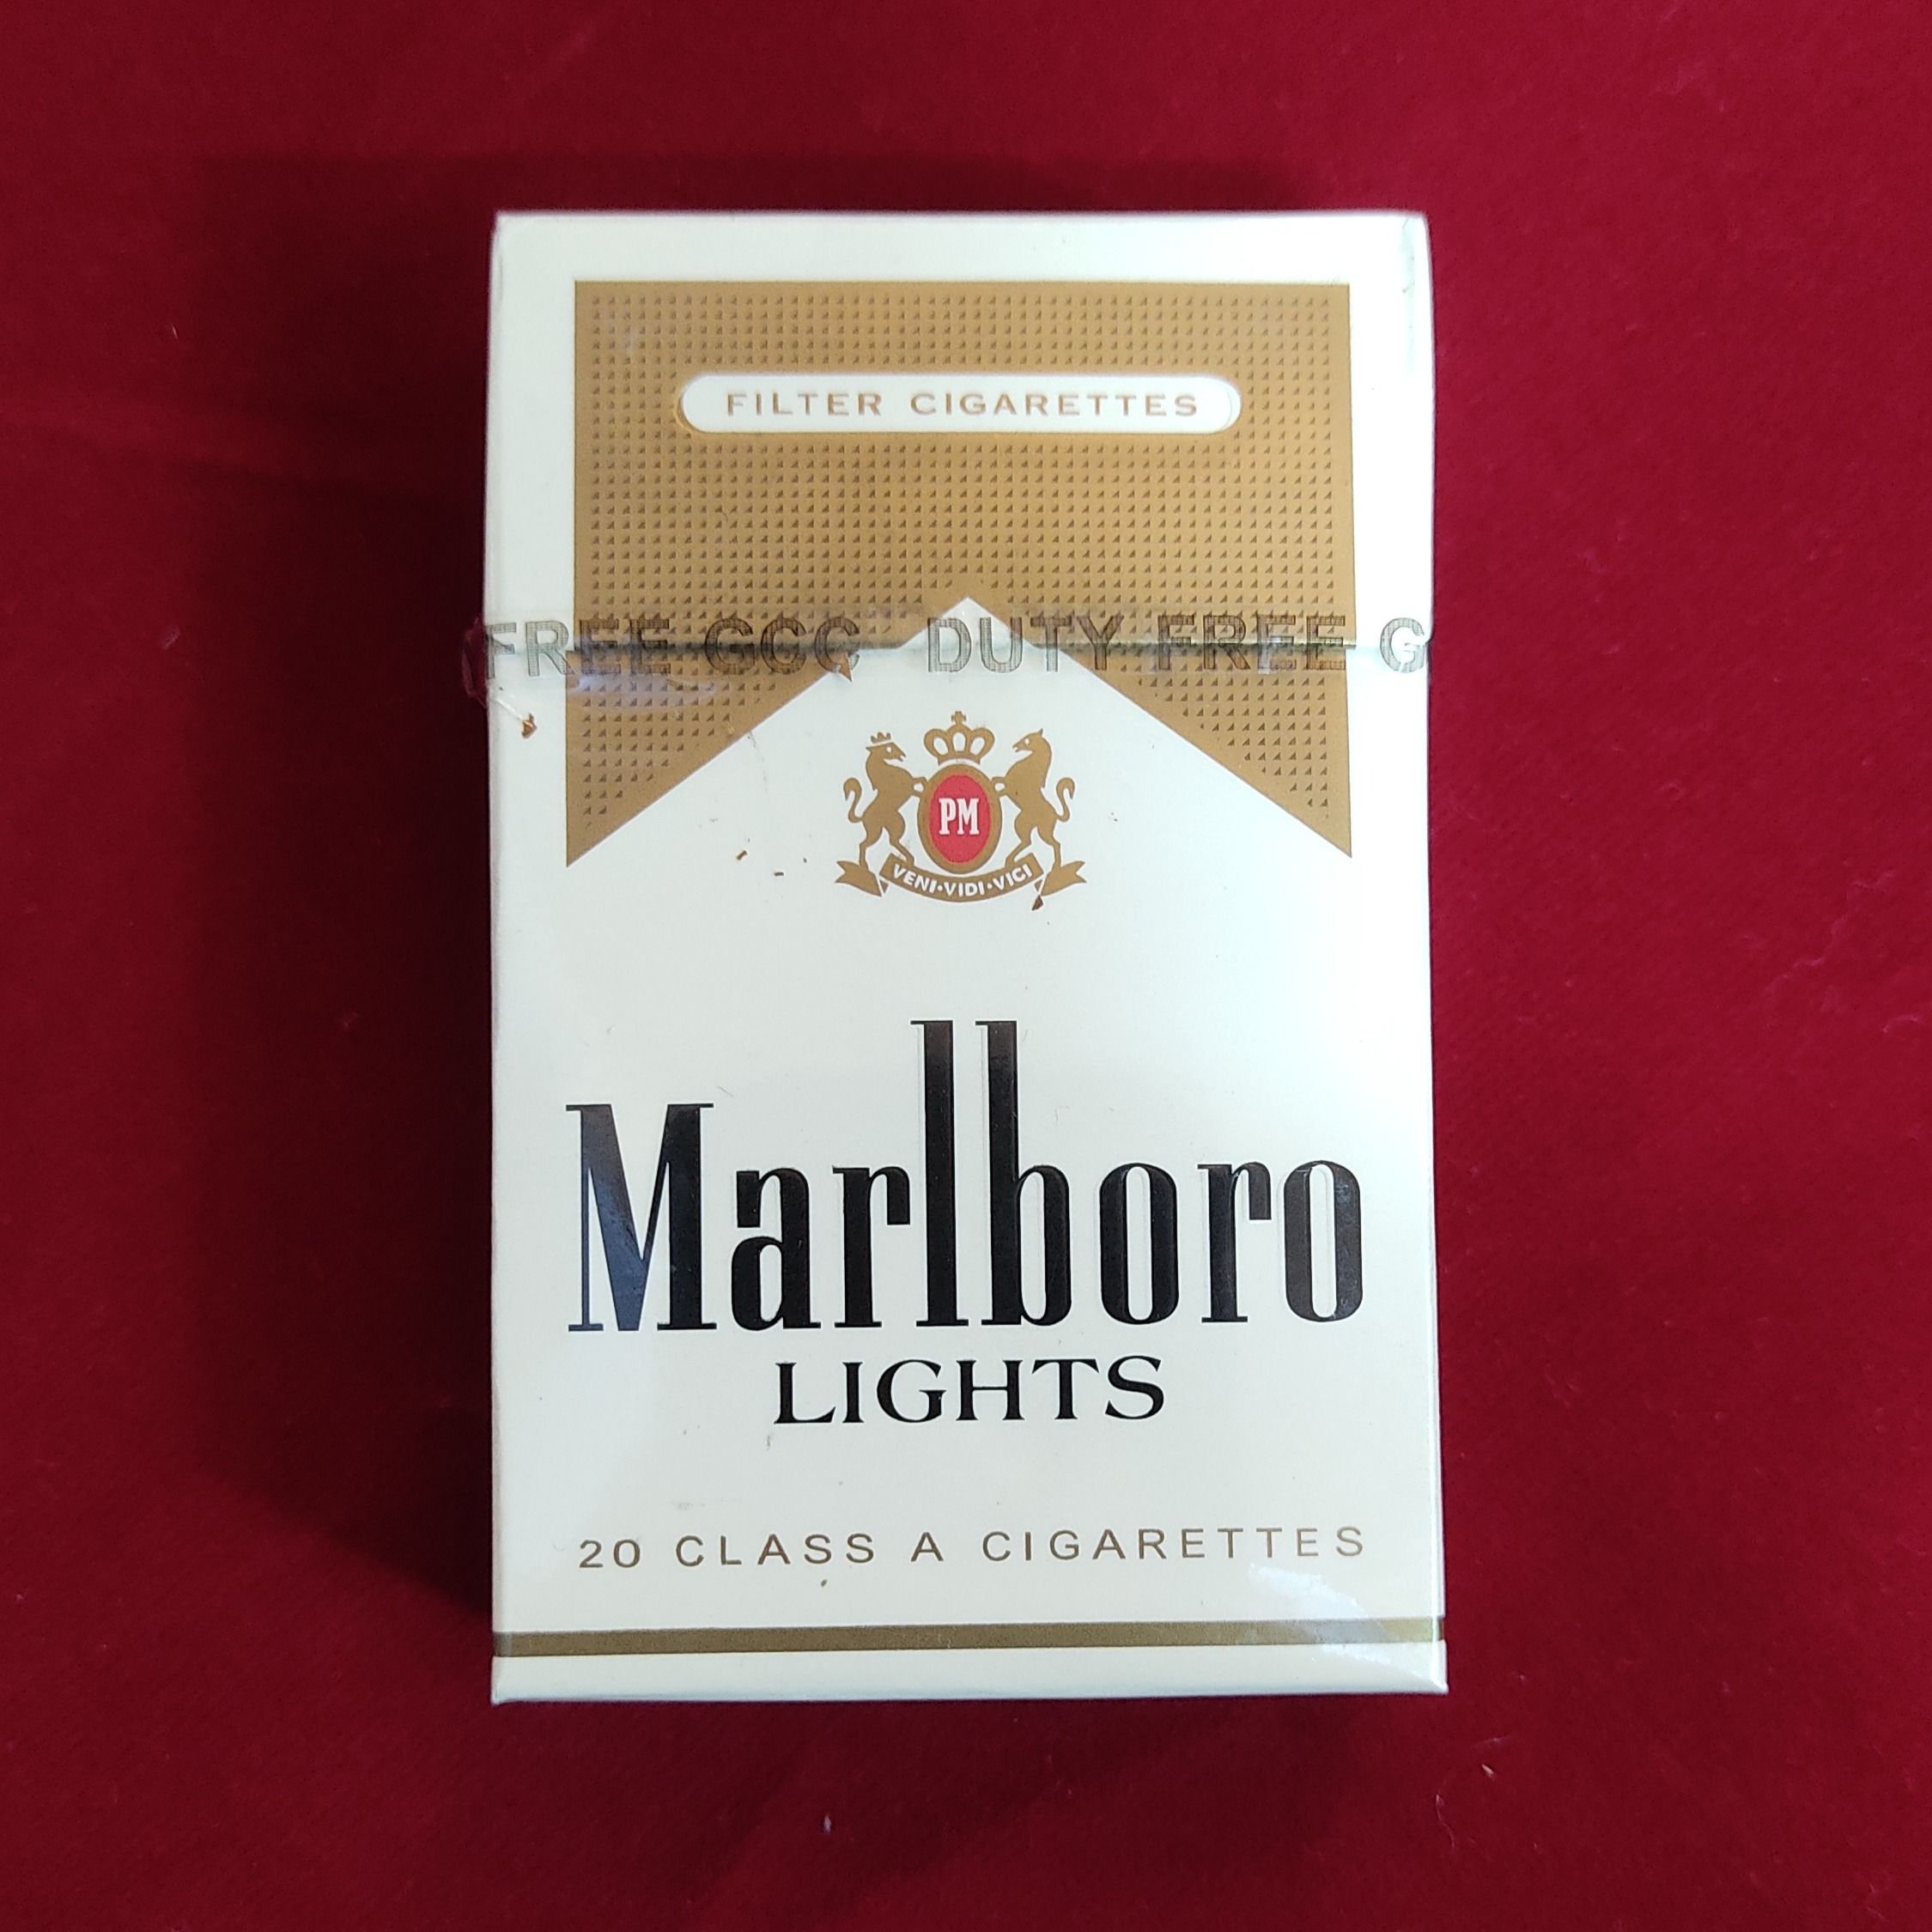 FILTER CIGARETTES
FREE GCC DUTY FREE G
PM
VENI·VIDI·VICI
Marlboro
LIGHTS
20 CLASS A CIGARETTES